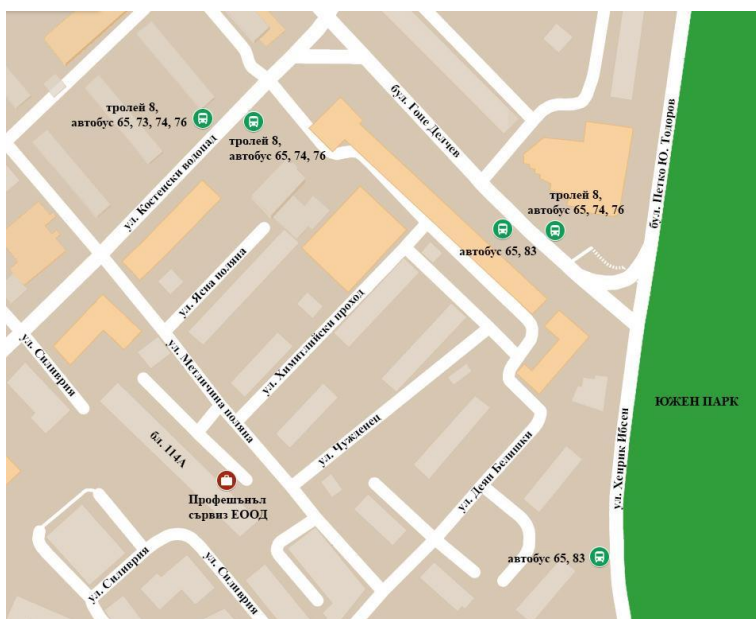 тролей 8,
автобус 65, 73, 74, 76
тролей 8,
автобус 65, 74, 76
бул. Гоце Делчев
бул. Петко Ю. Тодоров
ул. Костенски водопад
тролей 8,
автобус 65, 74, 76
автобус 65, 83
ул. Ясна поляна
ул. Химитлийски проход
ул. Силиврия
ул. Метличина поляна
ЮЖЕН ПАРК
бл. 114А
ул. Чужденец
ул. Деян Белишки
ул. Хенрик Ибсен
Профешънъл
сървиз ЕООД
автобус 65, 83
ул. Силиврия
ул. Силиврия